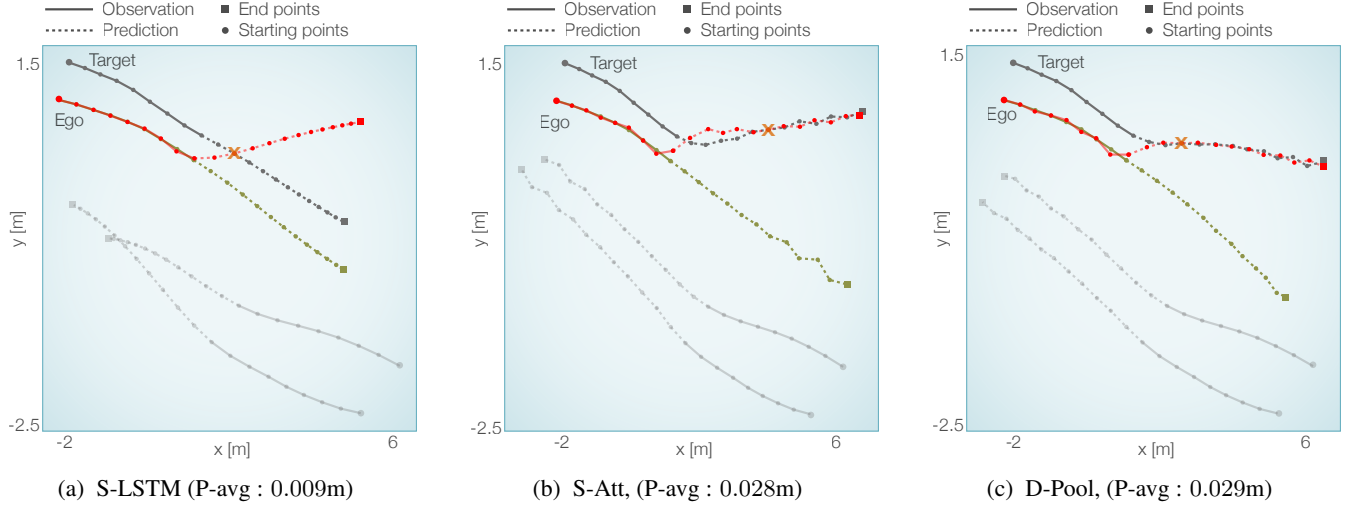 Observation End points
Prediction Starting points
1.5
Target
Ego
y [m]
-2.5
-2 6
x [m]
(a) S-LSTM (P-avg : 0.009m)
Observation End points
Prediction Starting points
1.5
Target
Ego
y [m]
-2.5
-2 6
x [m]
(b) S-Att, (P-avg : 0.028m)
Observation End points
Prediction Starting points
1.5
Target
Ego
y [m]
-2.5
-2 6
x [m]
(c) D-Pool, (P-avg : 0.029m)